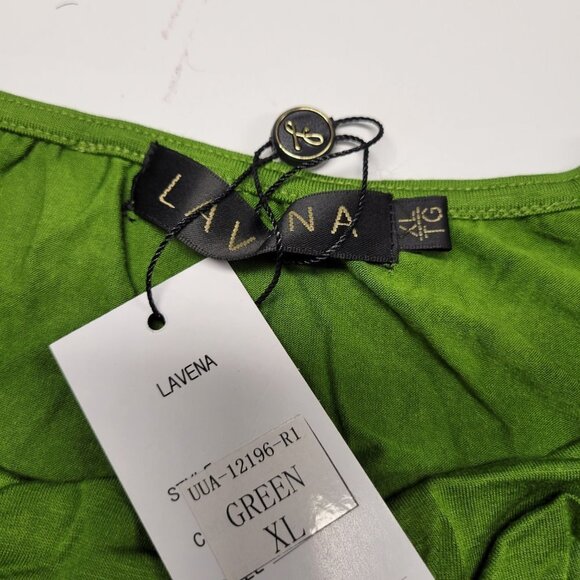 LAVENA
XL
TG
LAVENA
UUA-12196-R1
GREEN
XL